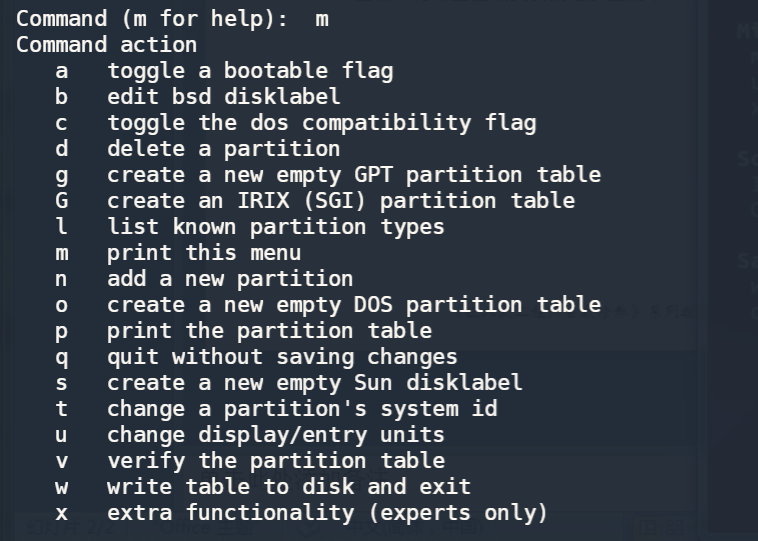 Command (m for help):  m
Command action
   a   toggle a bootable flag
   b   edit bsd disklabel
   c   toggle the dos compatibility flag
   d   delete a partition
   g   create a new empty GPT partition table
   G   create an IRIX (SGI) partition table
   l   list known partition types
   m   print this menu
   n   add a new partition
   o   create a new empty DOS partition table
   p   print the partition table
   q   quit without saving changes
   s   create a new empty Sun disklabel
   t   change a partition's system id
   u   change display/entry units
   v   verify the partition table
   w   write table to disk and exit
   x   extra functionality (experts only)